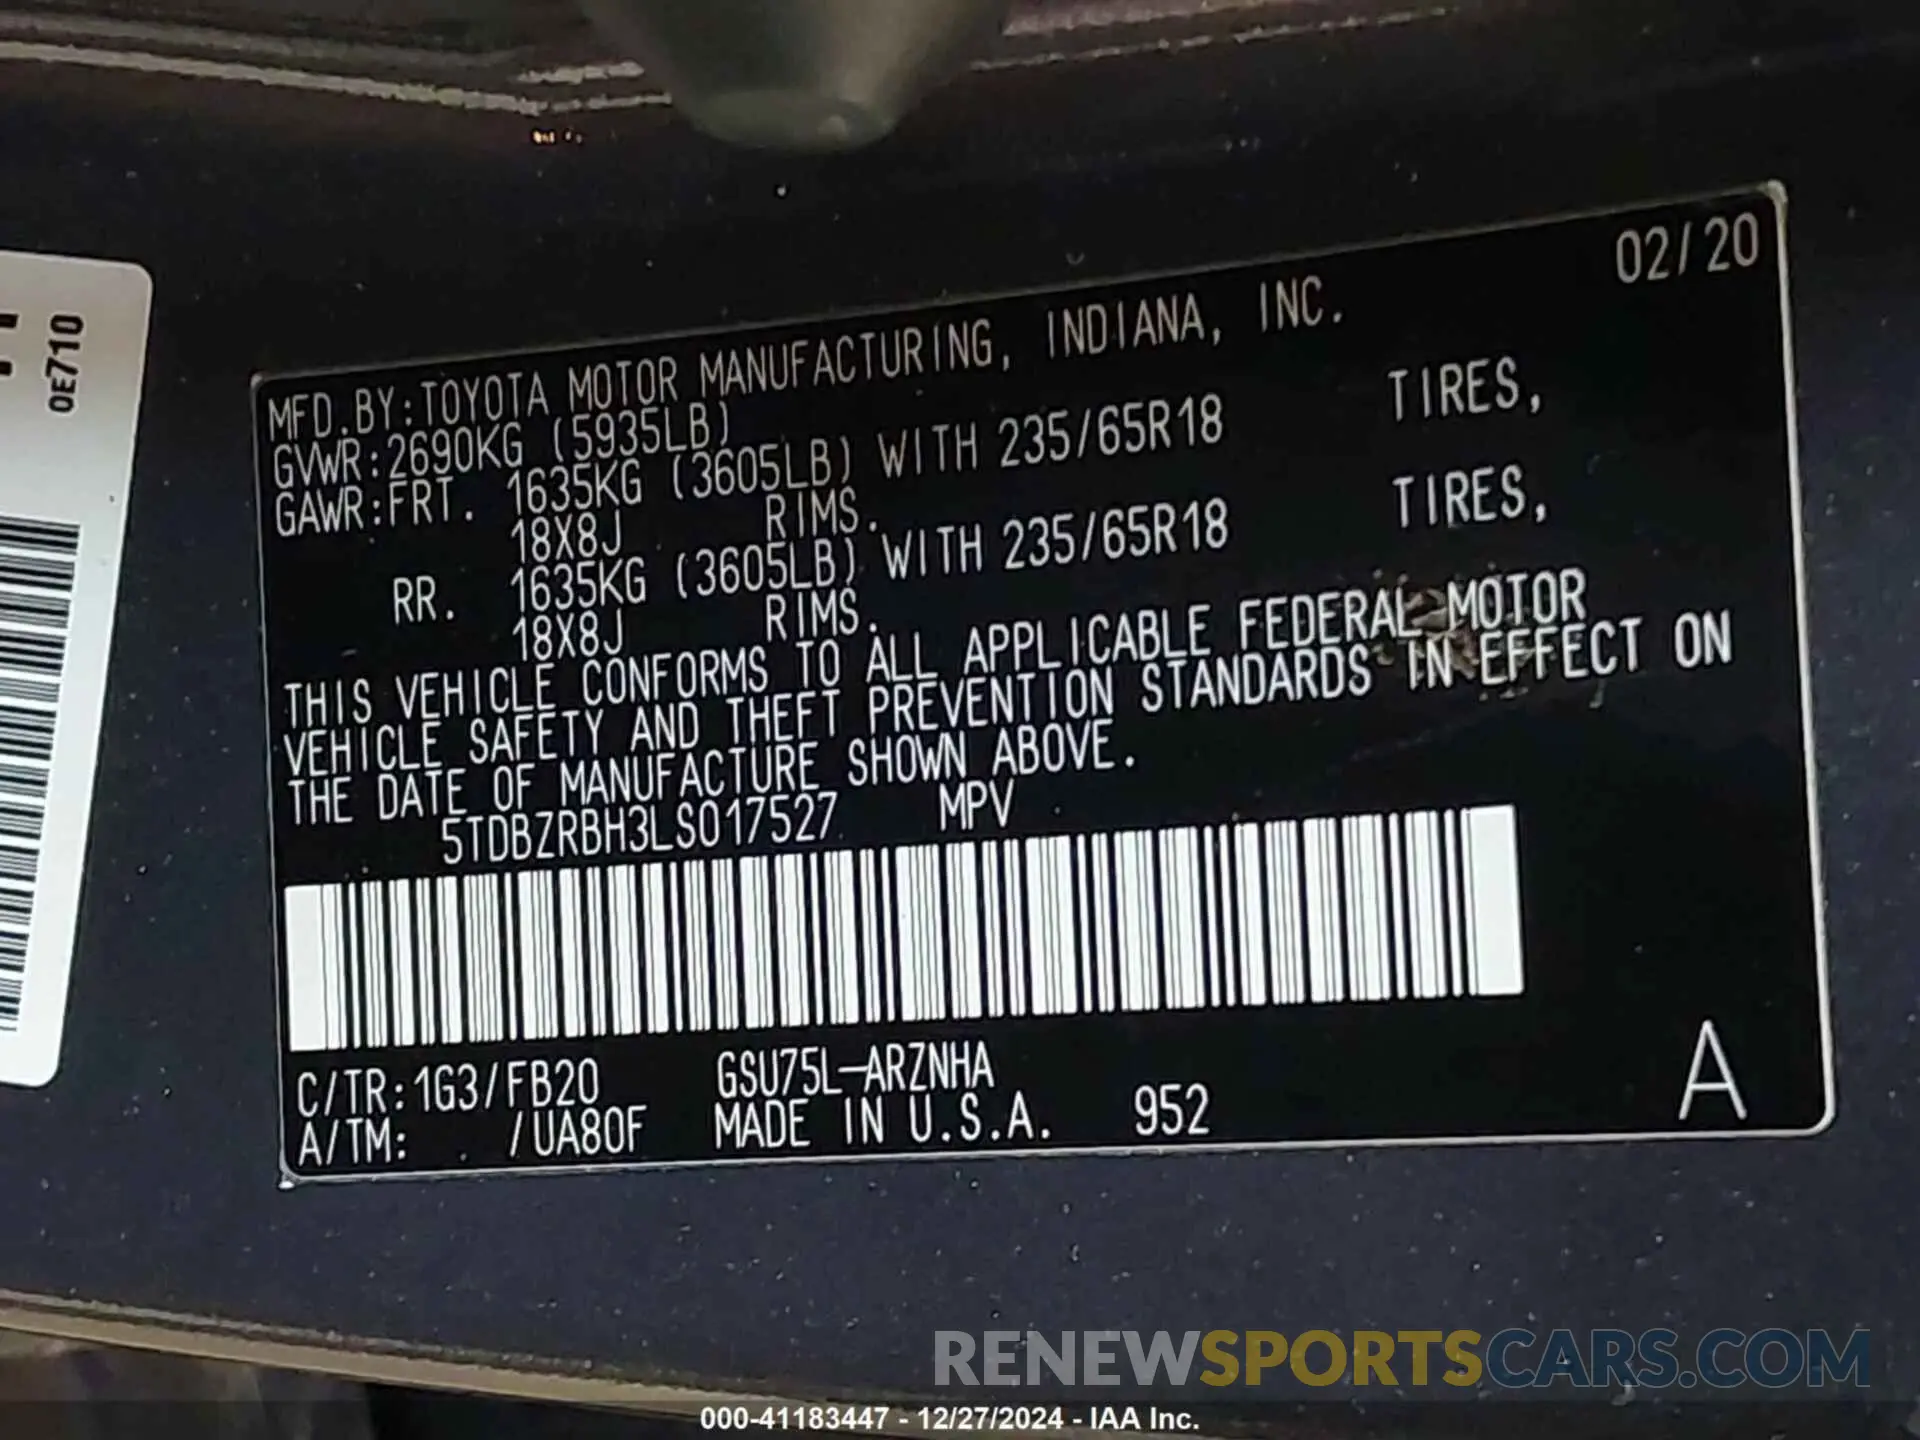 0E710
02/20
MFD.BY:TOYOTA MOTOR MANUFACTURING, INDIANA, INC.
GVWR:2690KG (5935LB)
GAWR:FRT. 1635KG (3605LB) WITH 235/65R18 TIRES,
18X8J RIMS.
RR. 1635KG (3605LB) WITH 235/65R18 TIRES,
18X8J RIMS.
THIS VEHICLE CONFORMS TO ALL APPLICABLE FEDERAL MOTOR
VEHICLE SAFETY AND THEFT PREVENTION STANDARDS IN EFFECT ON
THE DATE OF MANUFACTURE SHOWN ABOVE.
5TDBZRBH3LS017527 MPV
C/TR:1G3/FB20 GSU75L-ARZNHA
A/TM: /UA80F MADE IN U.S.A. 952
A
RENEWSPORTSCARS.COM
000-41183447 - 12/27/2024 - IAA Inc.